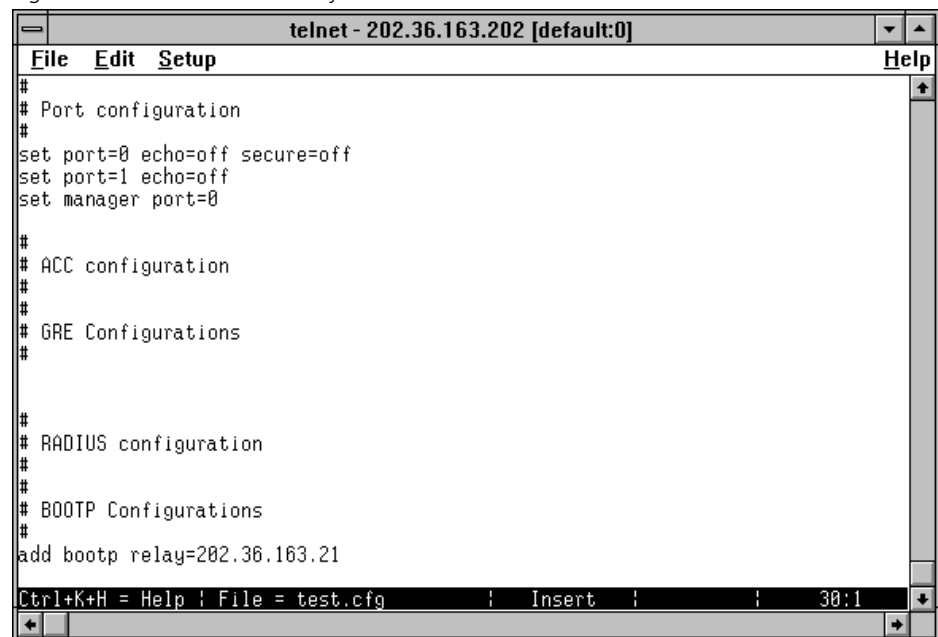 telnet - 202.36.163.202 [default:0]
File Edit Setup Help
#
# Port configuration
#
set port=0 echo=off secure=off
set port=1 echo=off
set manager port=0
#
# ACC configuration
#
#
# GRE Configurations
#
#
# RADIUS configuration
#
#
# BOOTP Configurations
#
add bootp relay=202.36.163.21
Ctrl+K+H = Help ¦ File = test.cfg ¦ Insert ¦ ¦ 30:1